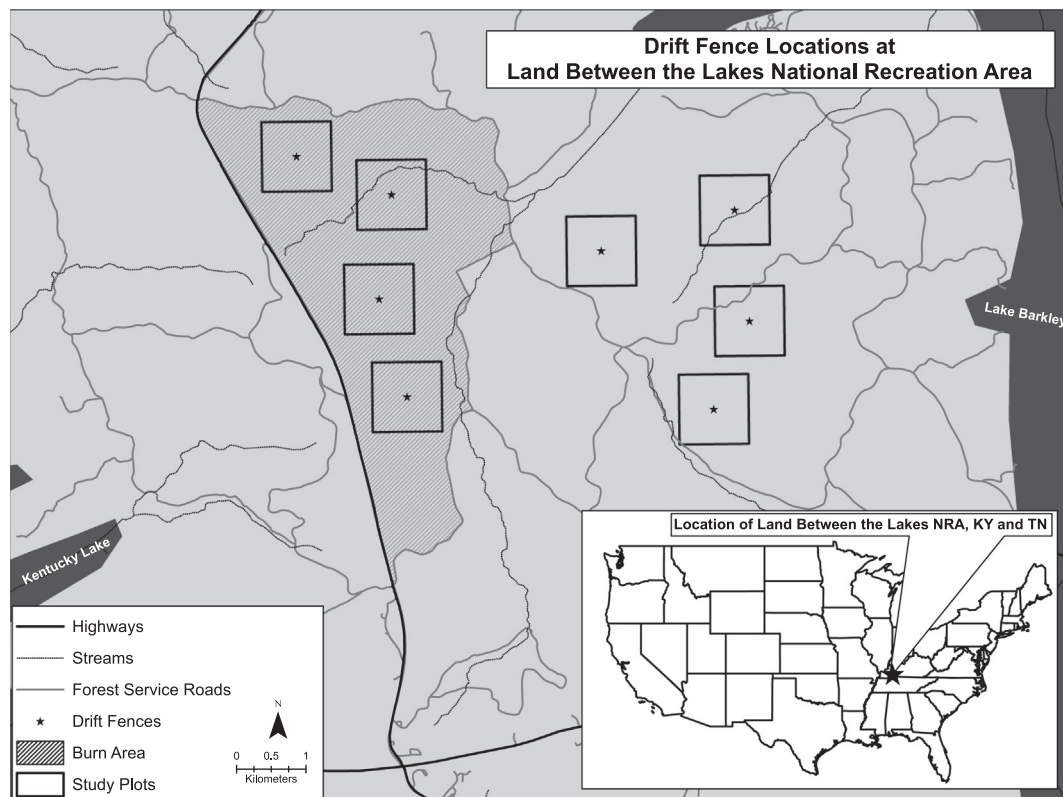 Drift Fence Locations at
Land Between the Lakes National Recreation Area
Lake Barkley
Kentucky Lake
Location of Land Between the Lakes NRA, KY and TN
Highways
Streams
Forest Service Roads
Drift Fences
Burn Area
Study Plots
N
0 0.5 1
Kilometers